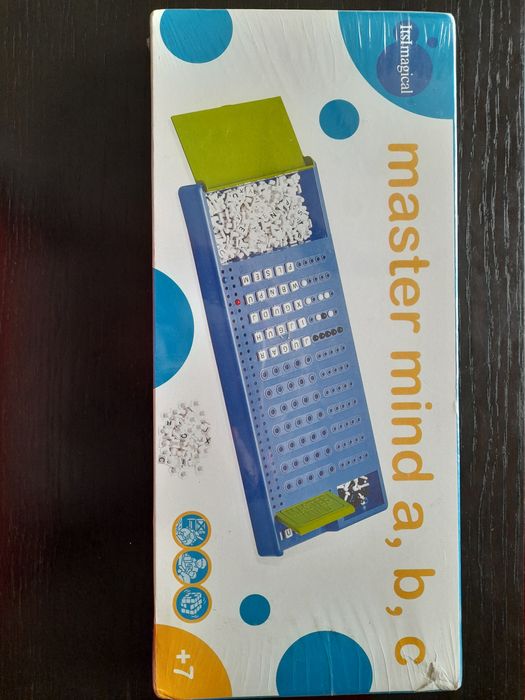 ItsImagical
master mind a, b, c
+7